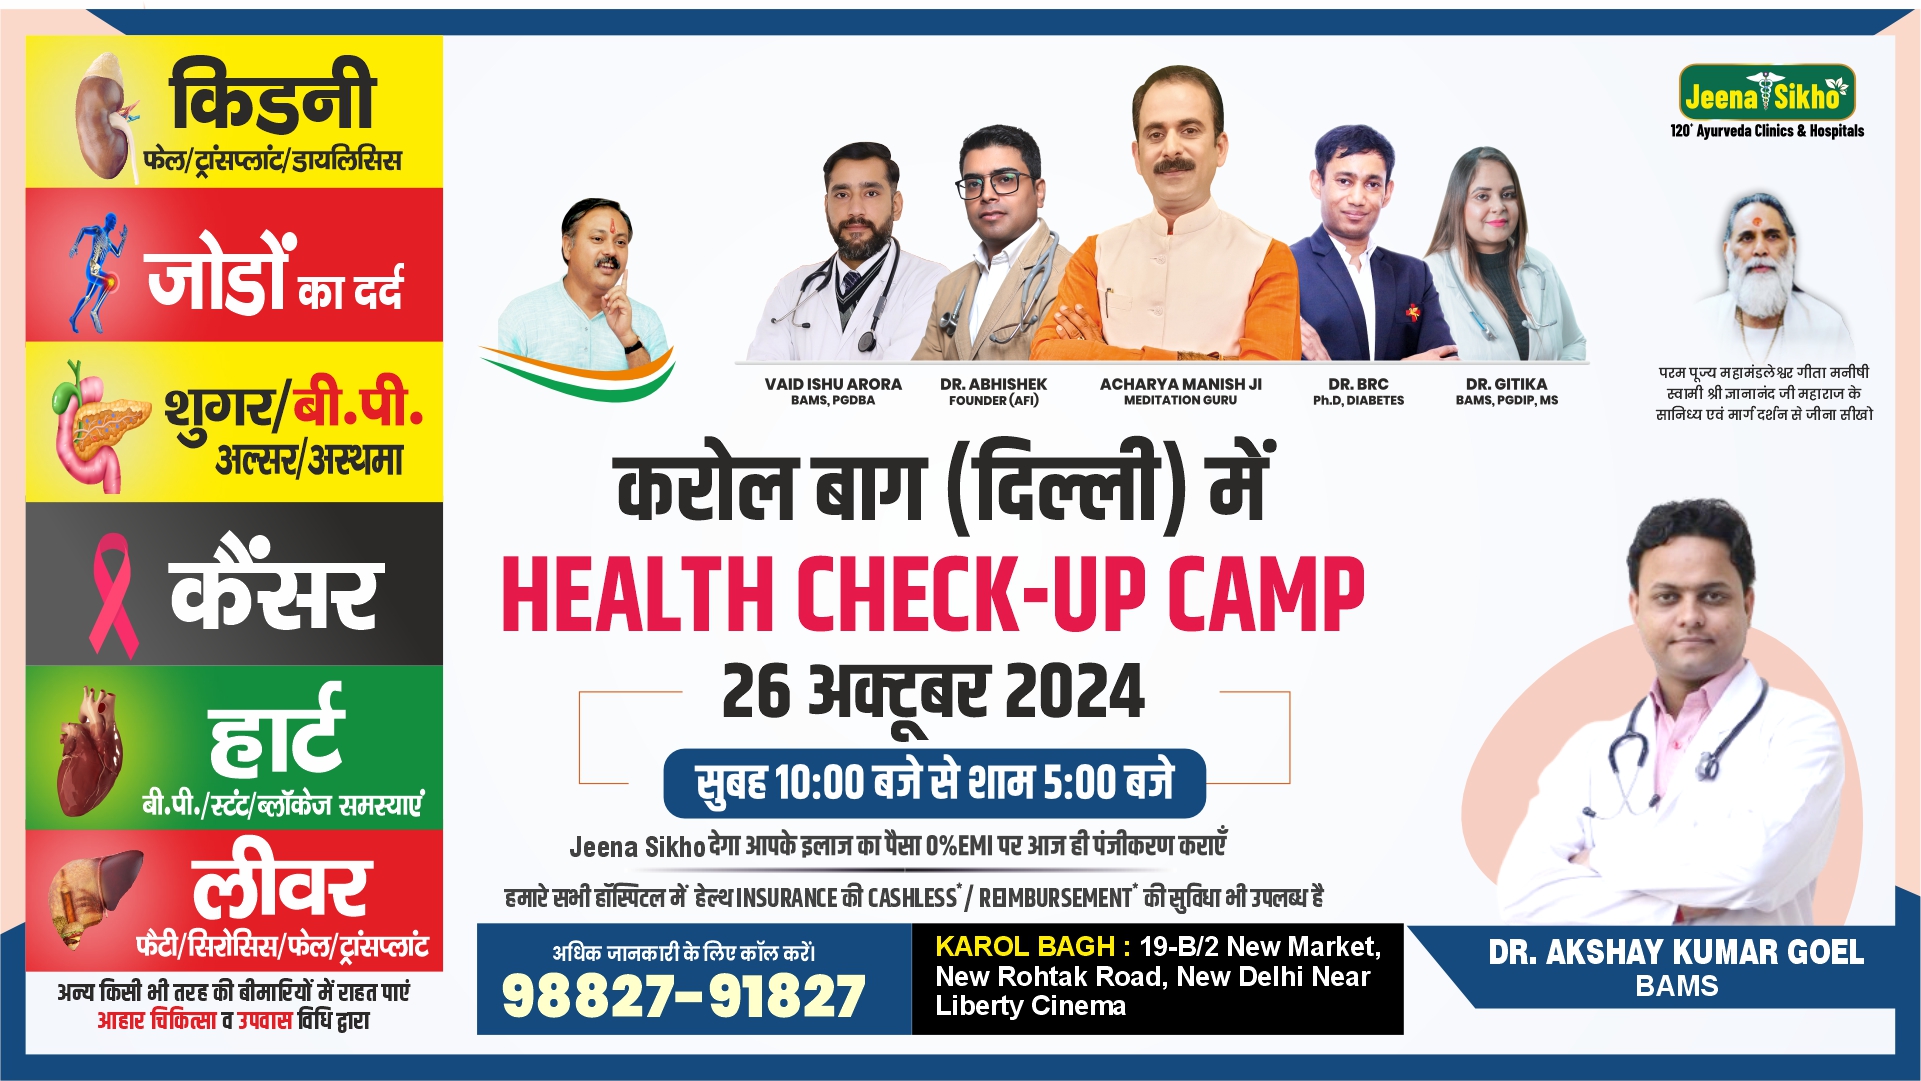 किडनी
फेल/ट्रांसप्लांट/डायलिसिस
जोडों का दर्द
शुगर/बी.पी.
अल्सर/अस्थमा
कैंसर
हार्ट
बी.पी./स्टंट/ब्लॉकेज समस्याएं
लीवर
फैटी/सिरोसिस/फेल/ट्रांसप्लांट
अन्य किसी भी तरह की बीमारियों में राहत पाएं
आहार चिकित्सा व उपवास विधि द्वारा
Jeena Sikho
120+ Ayurveda Clinics & Hospitals
VAID ISHU ARORA
BAMS, PGDBA
DR. ABHISHEK
FOUNDER (AFI)
ACHARYA MANISH JI
MEDITATION GURU
DR. BRC
Ph.D, DIABETES
DR. GITIKA
BAMS, PGDIP, MS
परम पूज्य महामंडलेश्वर गीता मनीषी
स्वामी श्री ज्ञानानंद जी महाराज के
सानिध्य एवं मार्ग दर्शन से जीना सीखो
करोल बाग (दिल्ली) में
HEALTH CHECK-UP CAMP
26 अक्टूबर 2024
सुबह 10:00 बजे से शाम 5:00 बजे
Jeena Sikho देगा आपके इलाज का पैसा 0%EMI पर आज ही पंजीकरण कराएँ
हमारे सभी हॉस्पिटल में हेल्थ INSURANCE की CASHLESS*/ REIMBURSEMENT* की सुविधा भी उपलब्ध है
अधिक जानकारी के लिए कॉल करें।
98827-91827
KAROL BAGH : 19-B/2 New Market,
New Rohtak Road, New Delhi Near
Liberty Cinema
DR. AKSHAY KUMAR GOEL
BAMS